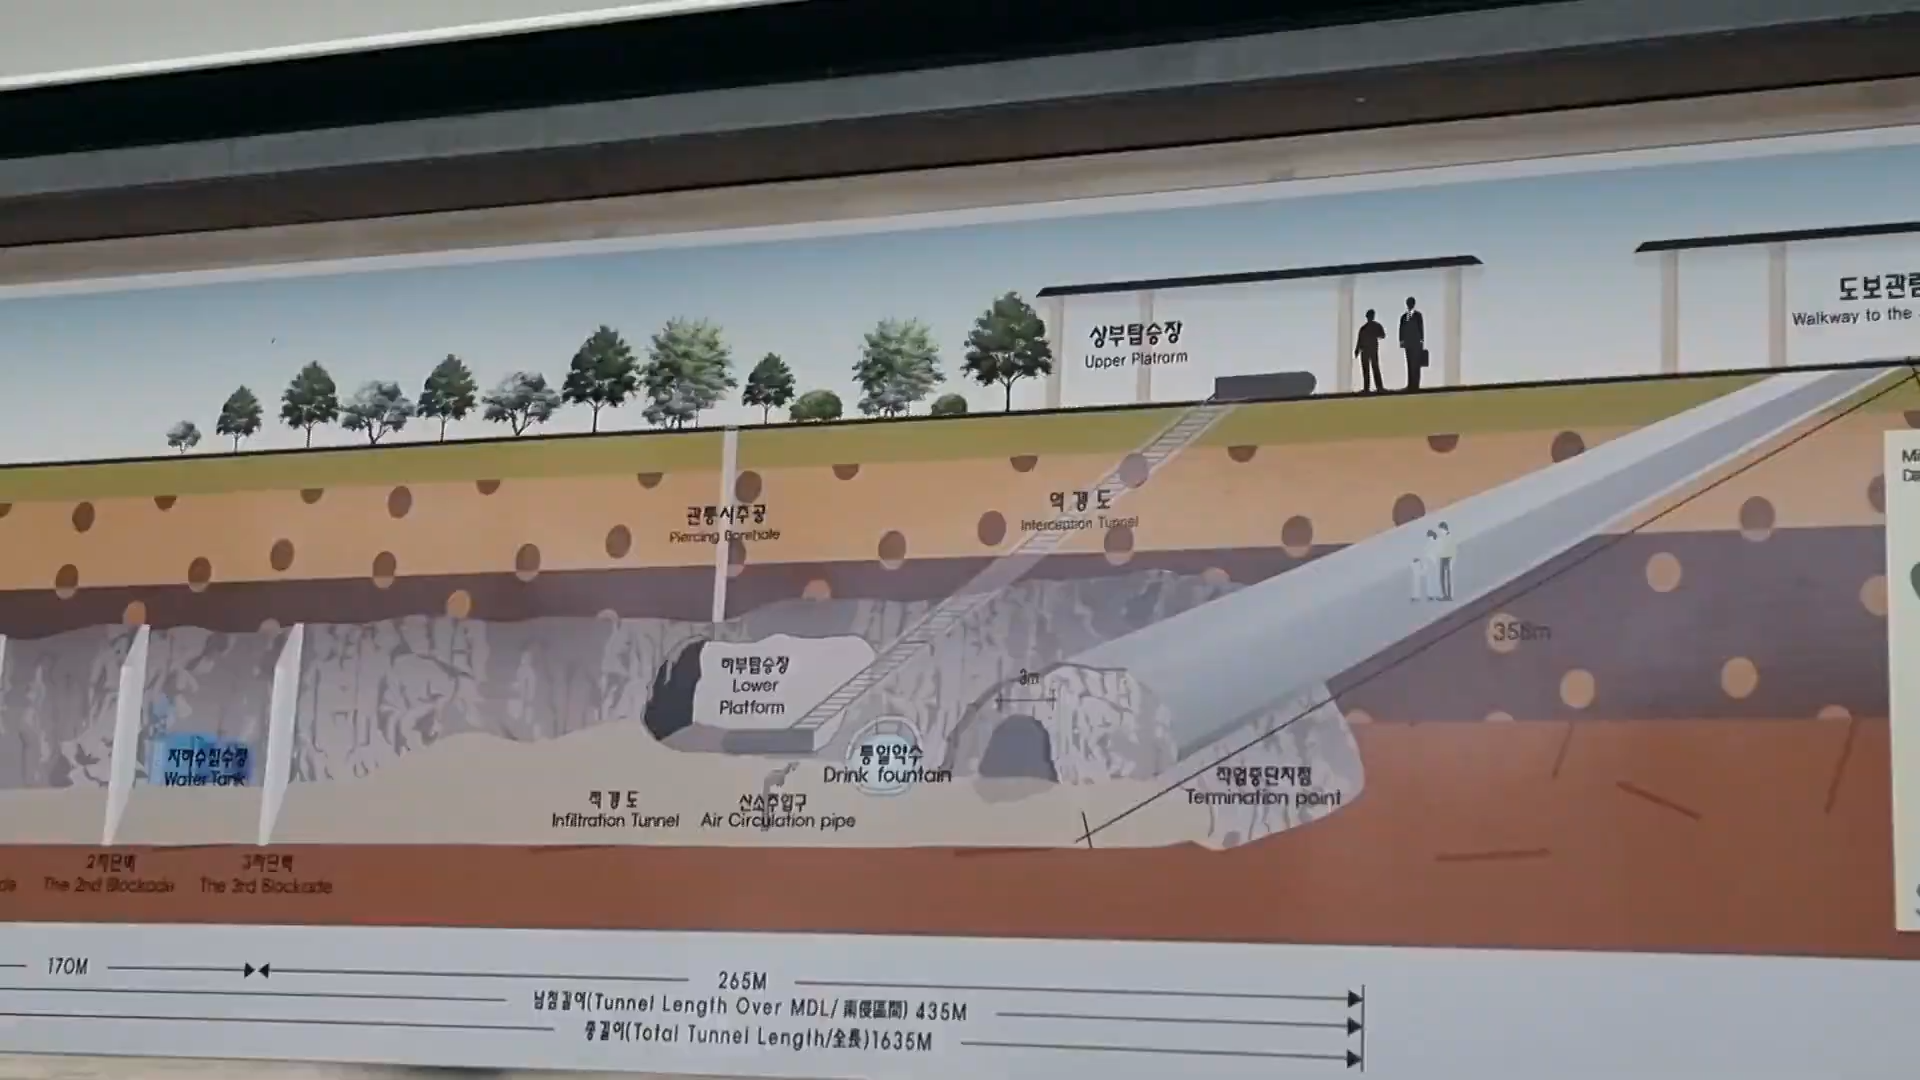 상부탑승장
Upper Platrorm
도보관람
Walkway to the
관통시추공
Piercing Borehole
역 갱 도
Interception Tunnel
358m
하부탑승장
Lower
Platform
3m
지하수침수정
Water Tank
통일약수
Drink fountain
작업중단지점
Termination point
적 갱 도
Infiltration Tunnel
산소주입구
Air Circulation pipe
2차단벽
The 2nd Blockade
3차단벽
The 3rd Blockade
170M
265M
남침길이(Tunnel Length Over MDL/南侵區間) 435M
총길이(Total Tunnel Length/全長)1635M